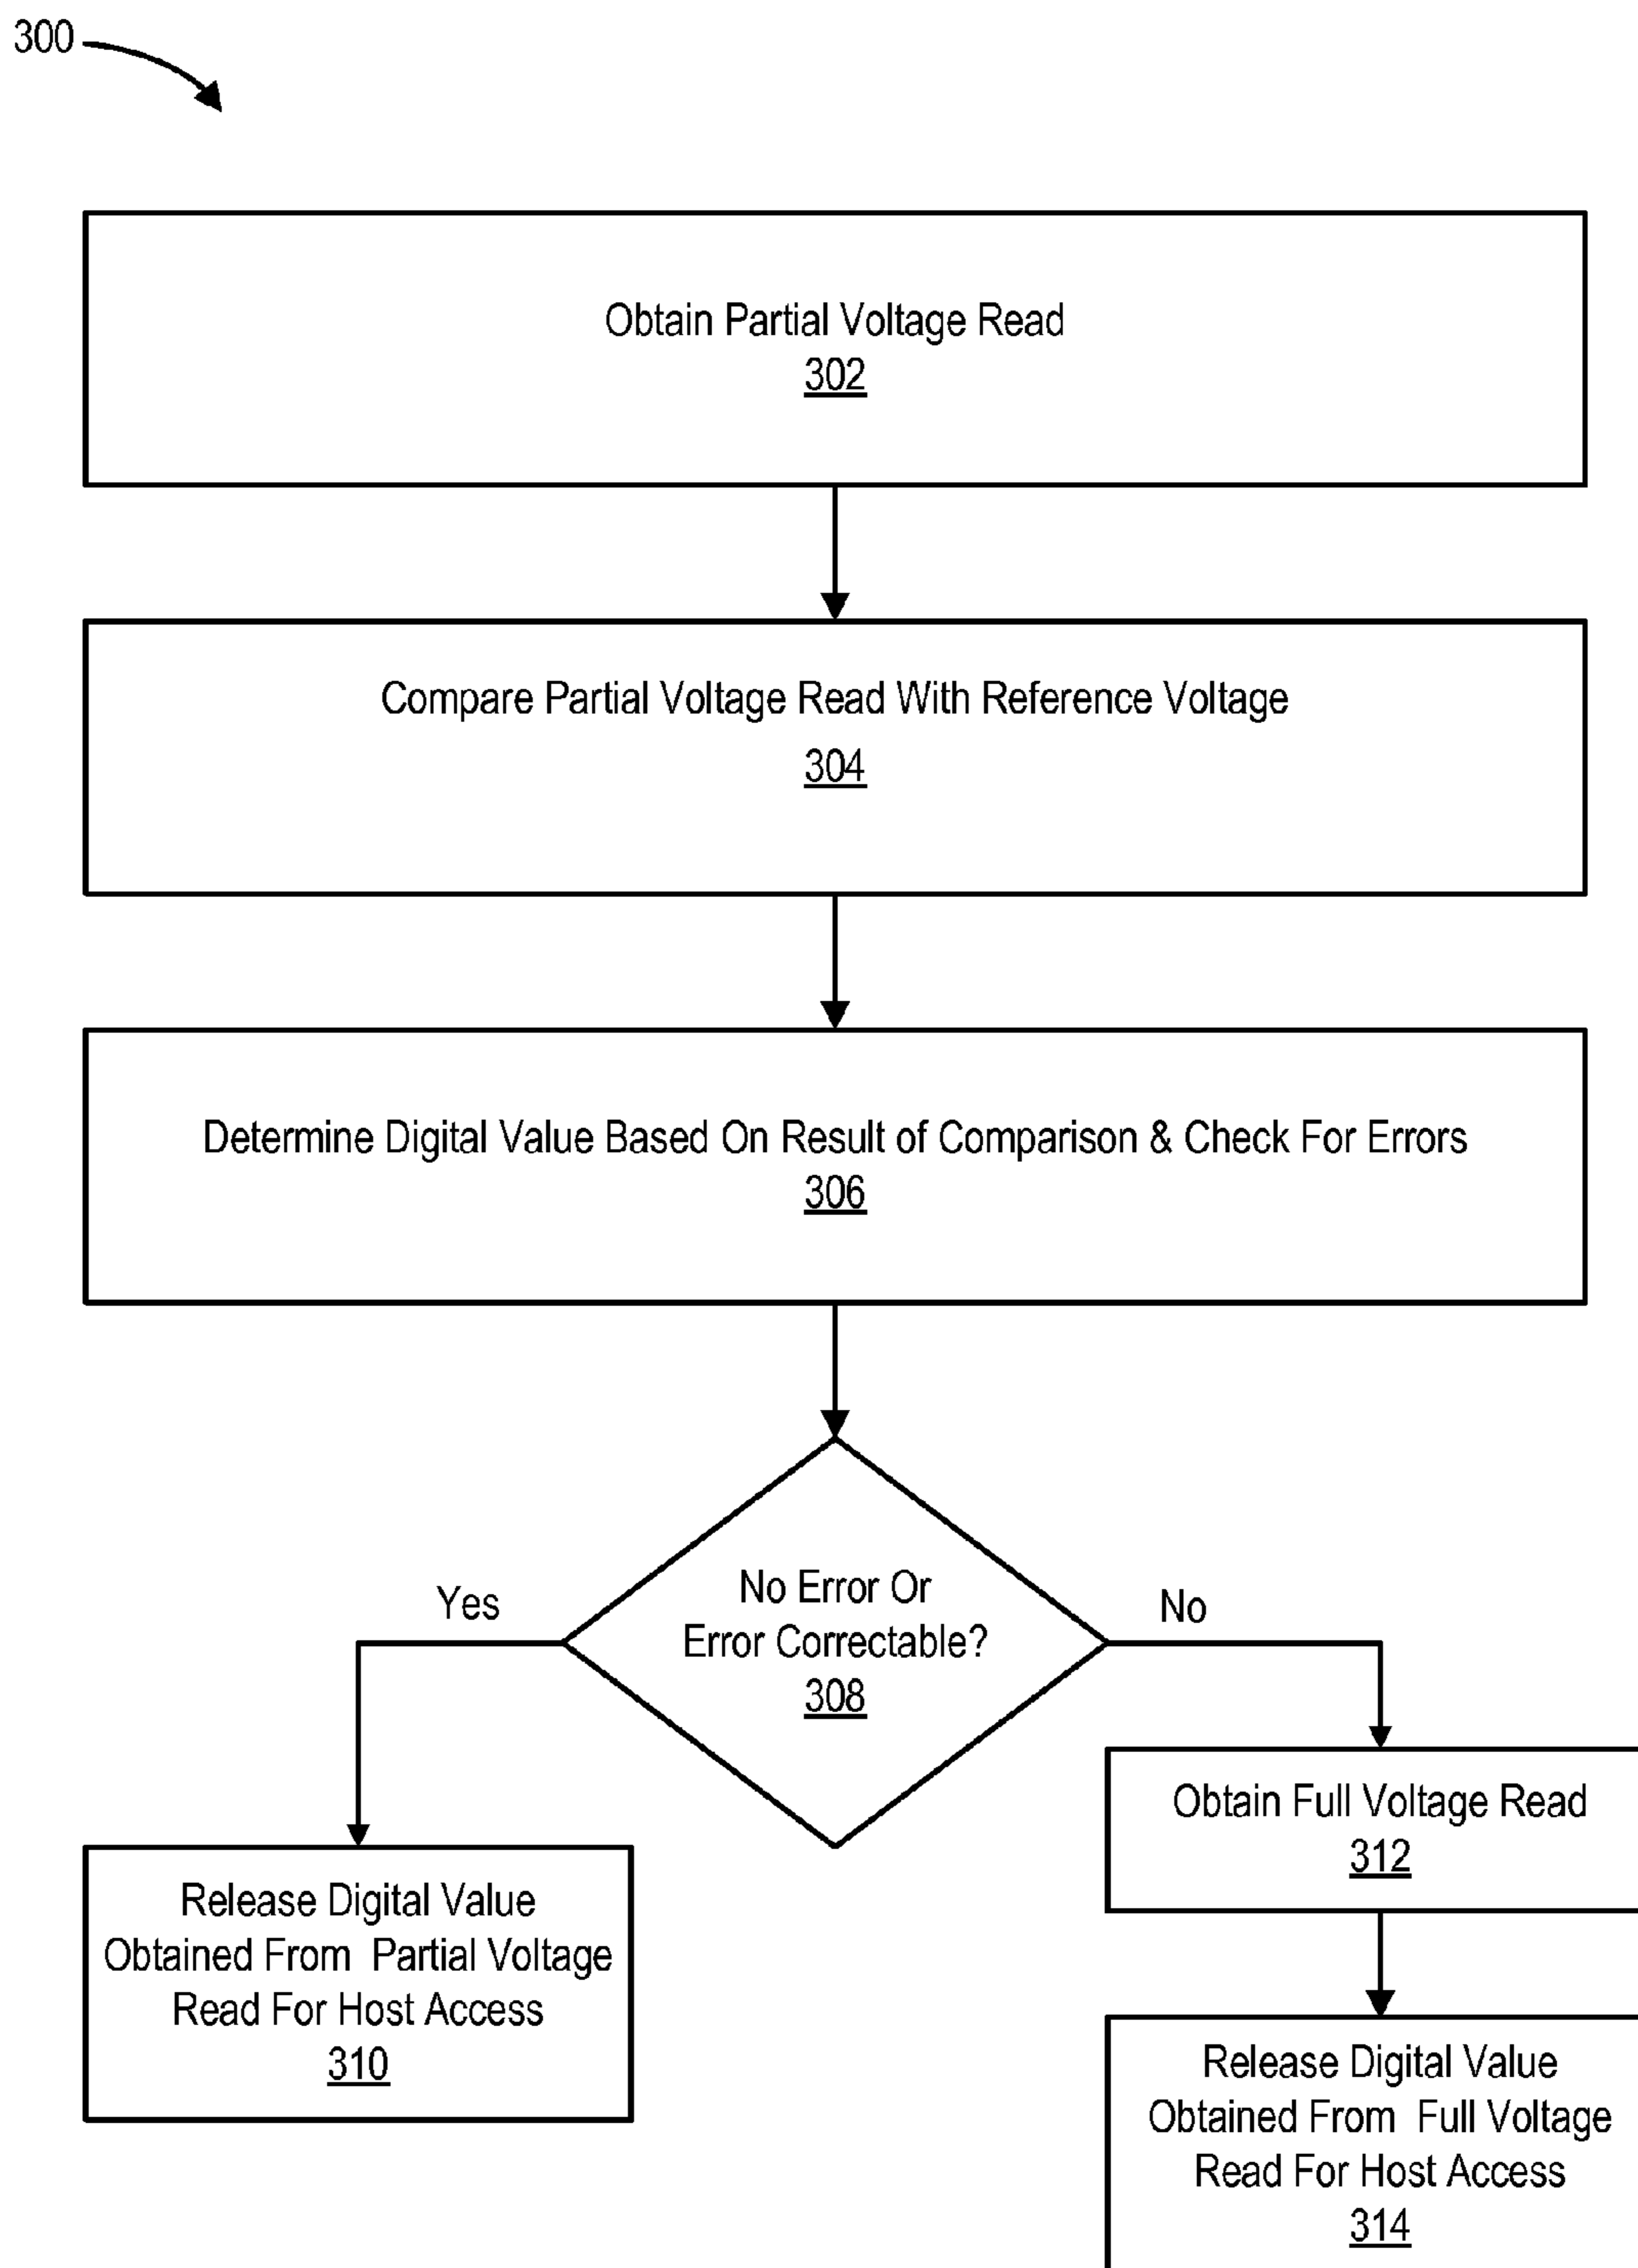 300
Obtain Partial Voltage Read
302
Compare Partial Voltage Read With Reference Voltage
304
Determine Digital Value Based On Result of Comparison & Check For Errors
306
No Error Or
Error Correctable?
308
Yes
No
Release Digital Value
Obtained From Partial Voltage
Read For Host Access
310
Obtain Full Voltage Read
312
Release Digital Value
Obtained From Full Voltage
Read For Host Access
314